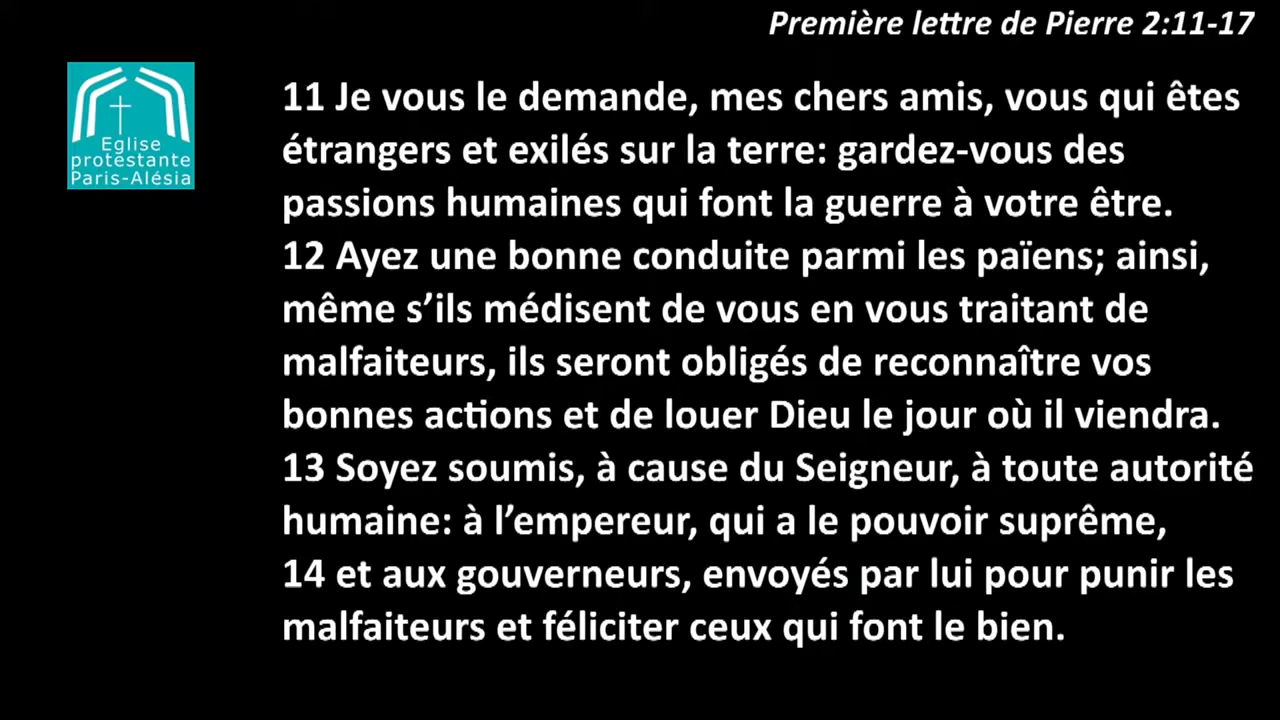 Première lettre de Pierre 2:11-17
Eglise
protestante
Paris-Alésia
11 Je vous le demande, mes chers amis, vous qui êtes
étrangers et exilés sur la terre: gardez-vous des
passions humaines qui font la guerre à votre être.
12 Ayez une bonne conduite parmi les païens; ainsi,
même s’ils médisent de vous en vous traitant de
malfaiteurs, ils seront obligés de reconnaître vos
bonnes actions et de louer Dieu le jour où il viendra.
13 Soyez soumis, à cause du Seigneur, à toute autorité
humaine: à l’empereur, qui a le pouvoir suprême,
14 et aux gouverneurs, envoyés par lui pour punir les
malfaiteurs et féliciter ceux qui font le bien.